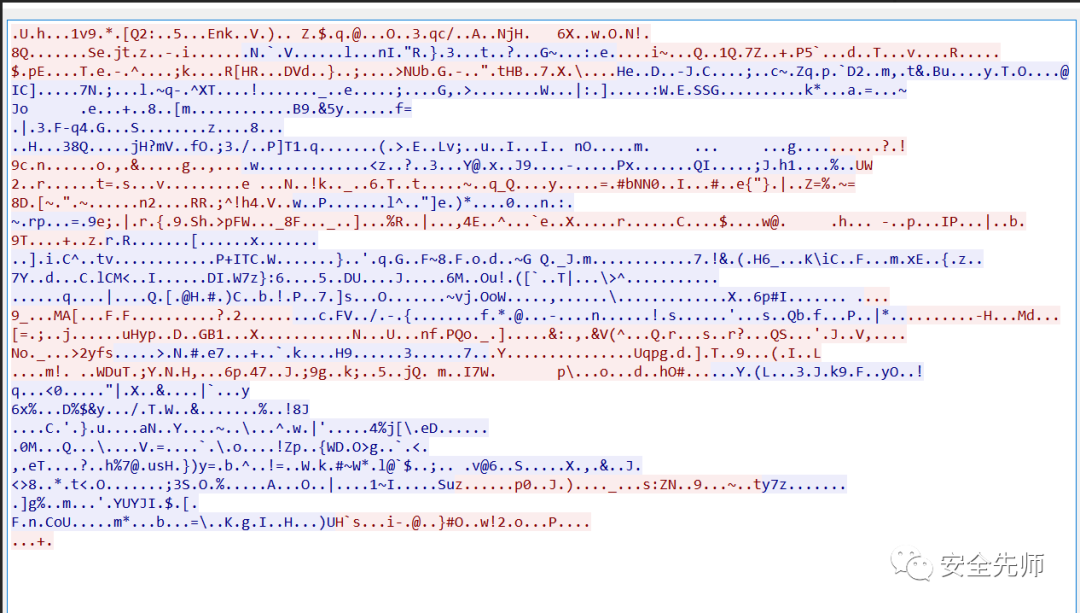 .U.h...1v9.*.[Q2:..5...Enk..V.).. Z.$.q.@...O..3.qc/..A..NjH.   6X..w.O.N!.
8Q.......Se.jt.z..-.i.......N.`.V......l...nI."R.}.3...t..?...G~...:.e.....i~...Q..1Q.7Z..+.P5`...d..T...v....R.....
$.pE....T.e.-.^....;k....R[HR...DVd..}..;....>NUb.G.-..".tHB..7.X.\....He..D..-J.C....;..c~.Zq.p.`D2..m,.t&.Bu....y.T.O....@
IC].....7N.;...l.~q-.^XT....!......._..e.....;....G,.>........W...|:.].....:W.E.SSG..........k*...a.=...~
Jo      .e...+..8..[m............B9.&5y......f=
.|.3.F-q4.G...S........z....8...
..H...38Q.....jH?mV..fO.;3./..P]T1.q.......(.>.E..Lv;..u..I...I.. nO.....m.     ...     ...g..........?.!
9c.n......o.,.&.....g..,....w.............<z..?..3...Y@.x..J9....-.....Px.......QI.....;J.h1....%..UW
2..r......t=.s...v.........e ...N..!k.._..6.T..t.....~..q_Q....y.....=.#bNN0..I...#..e{"}.|..Z=%.~=
8D.[~.".~......n2....RR.;^!h4.V..w..P.......l^.."]e.)*....0...n.:.
~.rp...=.9e;.|.r.{.9.Sh.>pFW..._8F..._..]...%R..|...,4E..^...`e..X.....r......C....$....w@.     .h... -..p...IP...|..b.
9T....+..z.r.R.......[......x.......
..].i.C^..tv............P+ITC.W.......}..'.q.G..F~8.F.o.d..~G Q._J.m............7.!&.(.H6_...K\iC..F...m.xE..{.z..
7Y..d...C.lCM<..I......DI.W7z}:6....5..DU....J.....6M..Ou!.([`..T|...\>^...........
......q....|....Q.[.@H.#.)C..b.!.P..7.]s...O.......~vj.OoW.....,......\.............X..6p#I....... ....
9_...MA[...F.F..........?.2.......c.FV../.-.{.......f.*.@...-....n......!.s......'...s..Qb.f...P..|*..........-H...Md...
[=.;..j......uHyp..D..GB1...X..........N...U...nf.PQo._.].....&:.,.&V(^...Q.r...s..r?...QS...'.J..V,....
No._...>2yfs.....>.N.#.e7...+..`.k....H9......3......7...Y..............Uqpg.d.].T..9...(.I..L
....m!. ..WDuT.;Y.N.H,...6p.47..J.;9g..k;..5..jQ. m..I7W.       p\...o...d..hO#......Y.(L...3.J.k9.F..yO..!
q...<0....."|.X..&....|`...y
6x%...D%$&y.../.T.W..&.......%..!8J
....C.'.}.u....aN..Y....~..\...^.w.|'.....4%j[\.eD......
.0M...Q...\....V.=....`.\.o....!Zp..{WD.O>g..`.<.
,.eT....?..h%7@.usH.})y=.b.^..!=..W.k.#~W*.l@`$..;.. .v@6..S.....X.,.&..J.
<>8..*.t<.O.......;3S.O.%.....A...O..|....1~I.....Suz......p0..J.)...._...s:ZN..9...~..ty7z.......
.]g%..m...'.YUYJI.$.[.
F.n.CoU.....m*...b...=\..K.g.I..H...)UH`s...i-.@..}#O..w!2.o...P....
...+.
安全先师